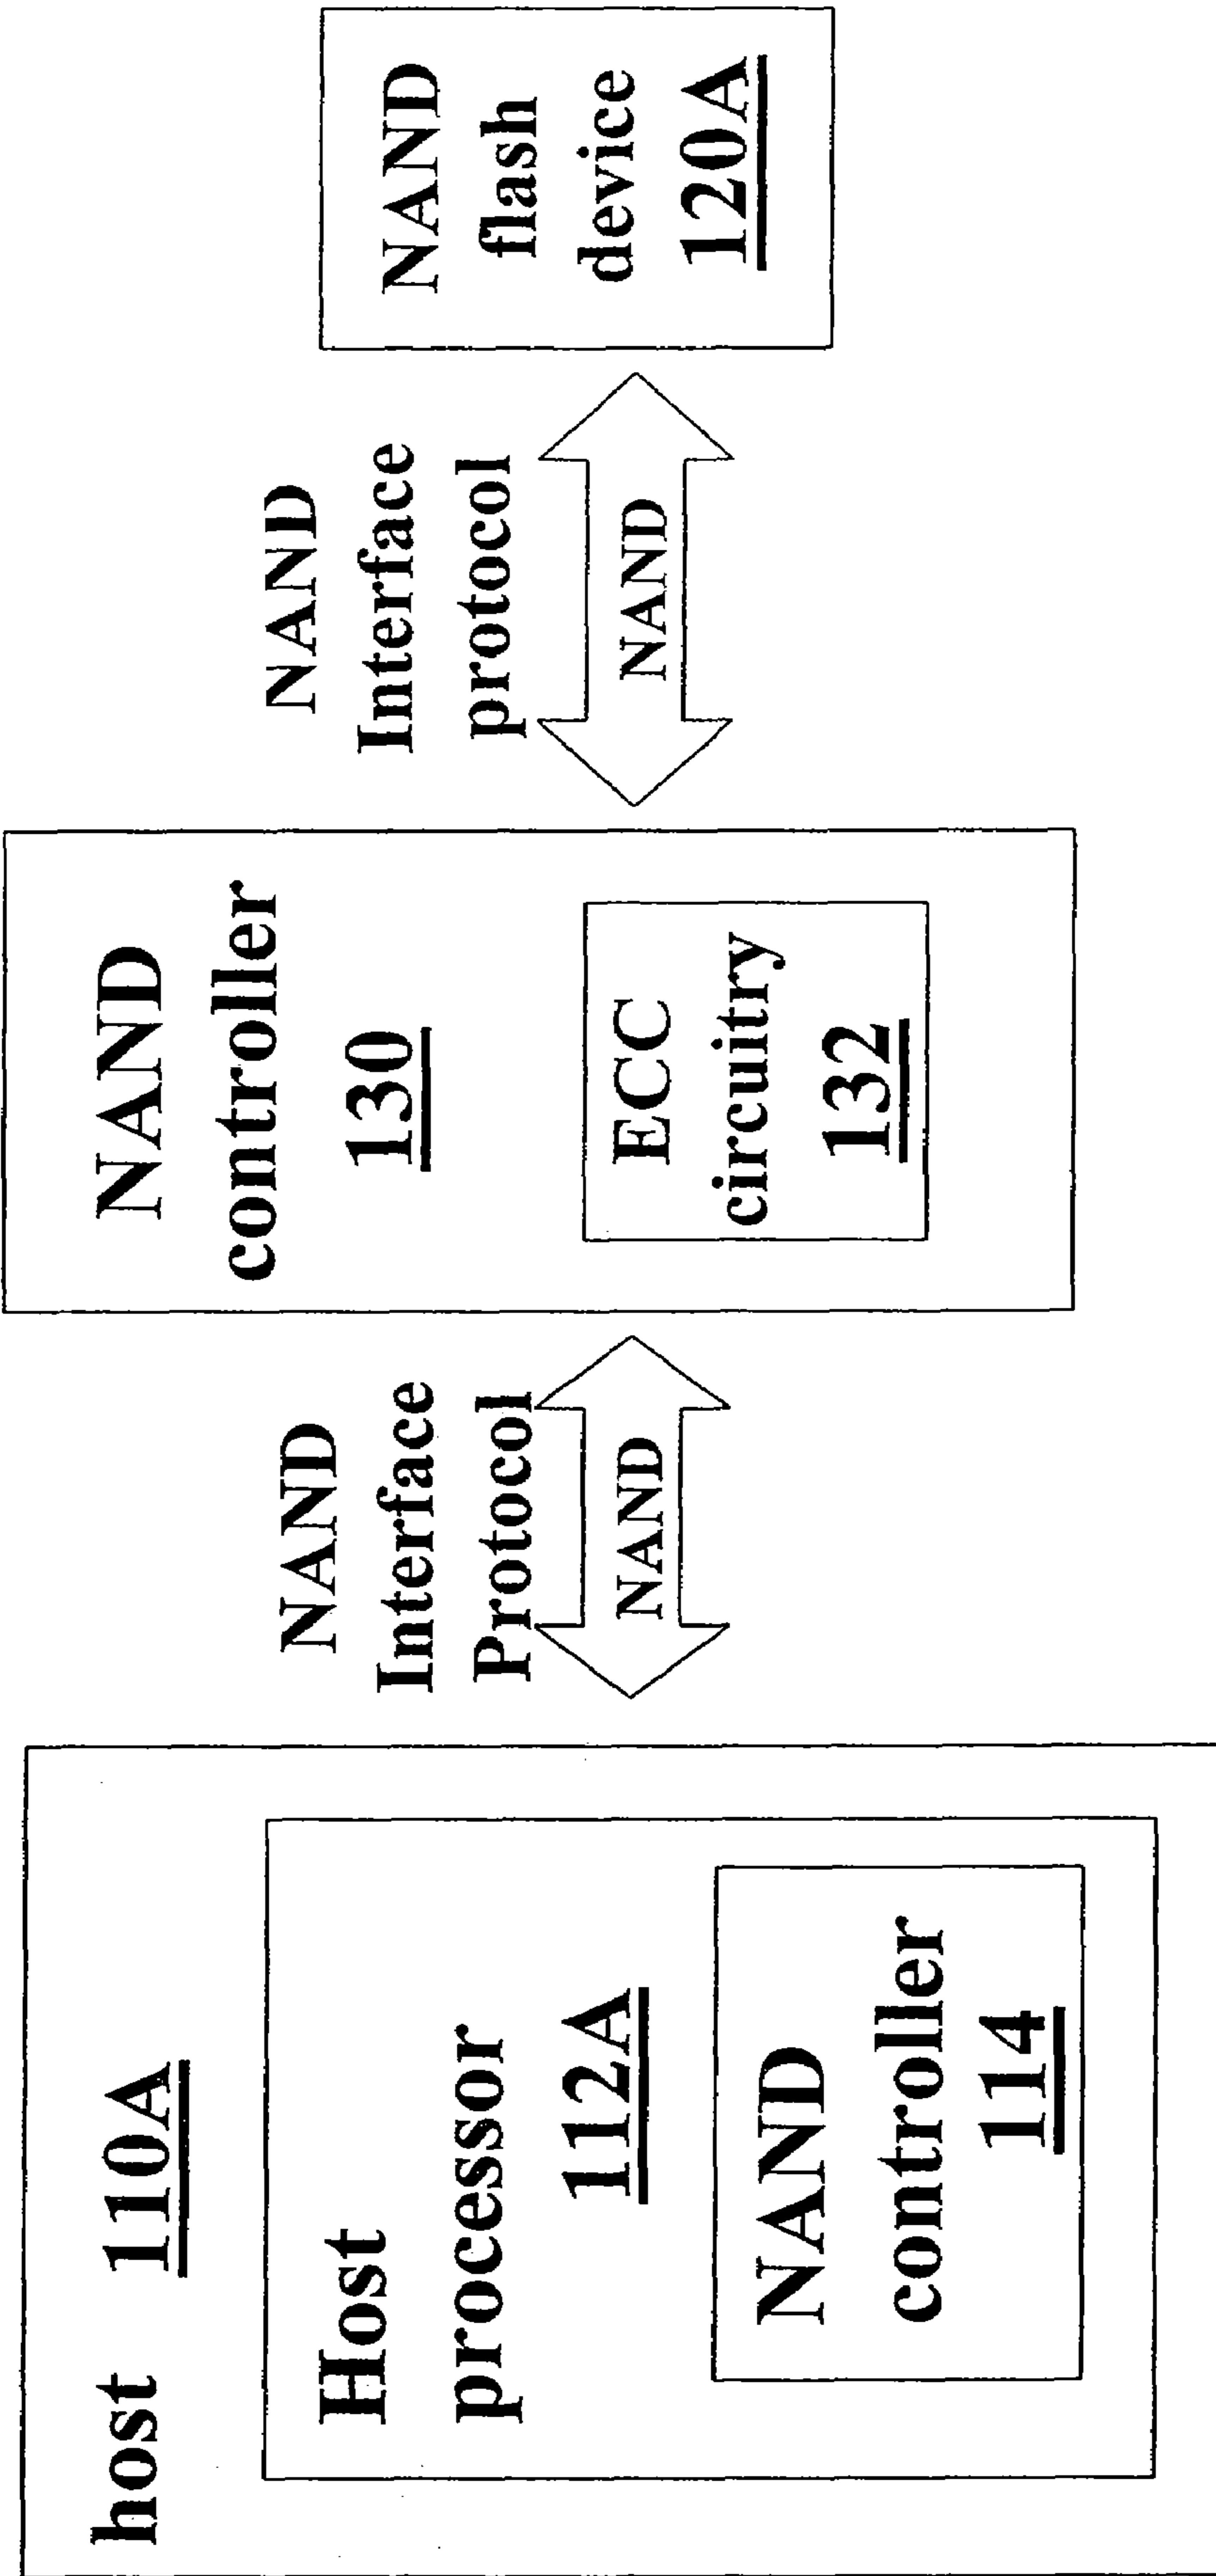 host 110A
Host
processor
112A
NAND
controller
114
NAND
Interface
Protocol
NAND
NAND
controller
130
ECC
circuitry
132
NAND
Interface
protocol
NAND
NAND
flash
device
120A